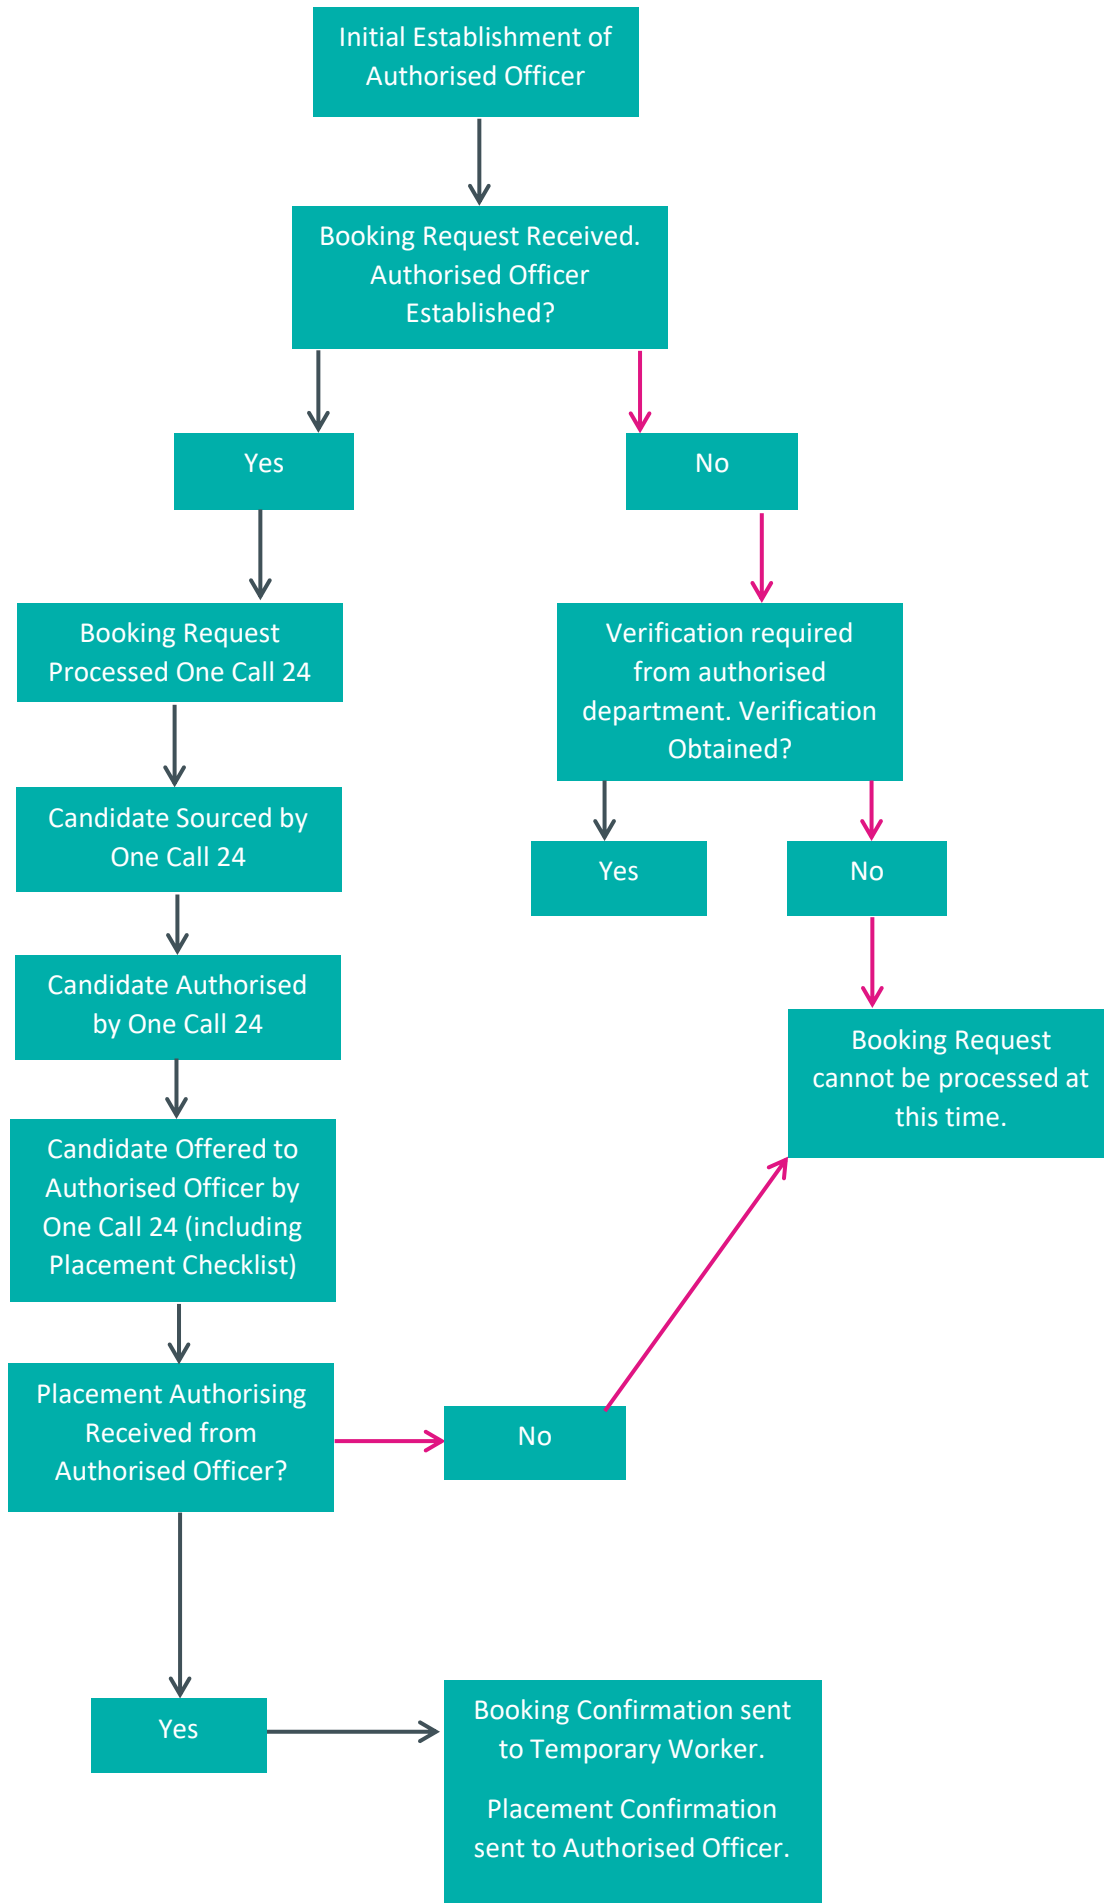 Initial Establishment of
Authorised Officer
Booking Request Received.
Authorised Officer
Established?
Yes
No
Booking Request
Processed One Call 24
Verification required
from authorised
department. Verification
Obtained?
Candidate Sourced by
One Call 24
Yes
No
Candidate Authorised
by One Call 24
Booking Request
cannot be processed at
this time.
Candidate Offered to
Authorised Officer by
One Call 24 (including
Placement Checklist)
Placement Authorising
Received from
Authorised Officer?
No
Yes
Booking Confirmation sent
to Temporary Worker.
Placement Confirmation
sent to Authorised Officer.